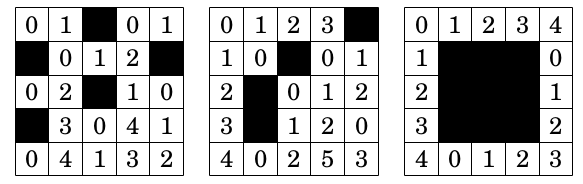 0 1 0 1
0 1 2
0 2 1 0
3 0 4 1
0 4 1 3 2
0 1 2 3
1 0 0 1
2 0 1 2
3 1 2 0
4 0 2 5 3
0 1 2 3 4
1 0
2 1
3 2
4 0 1 2 3